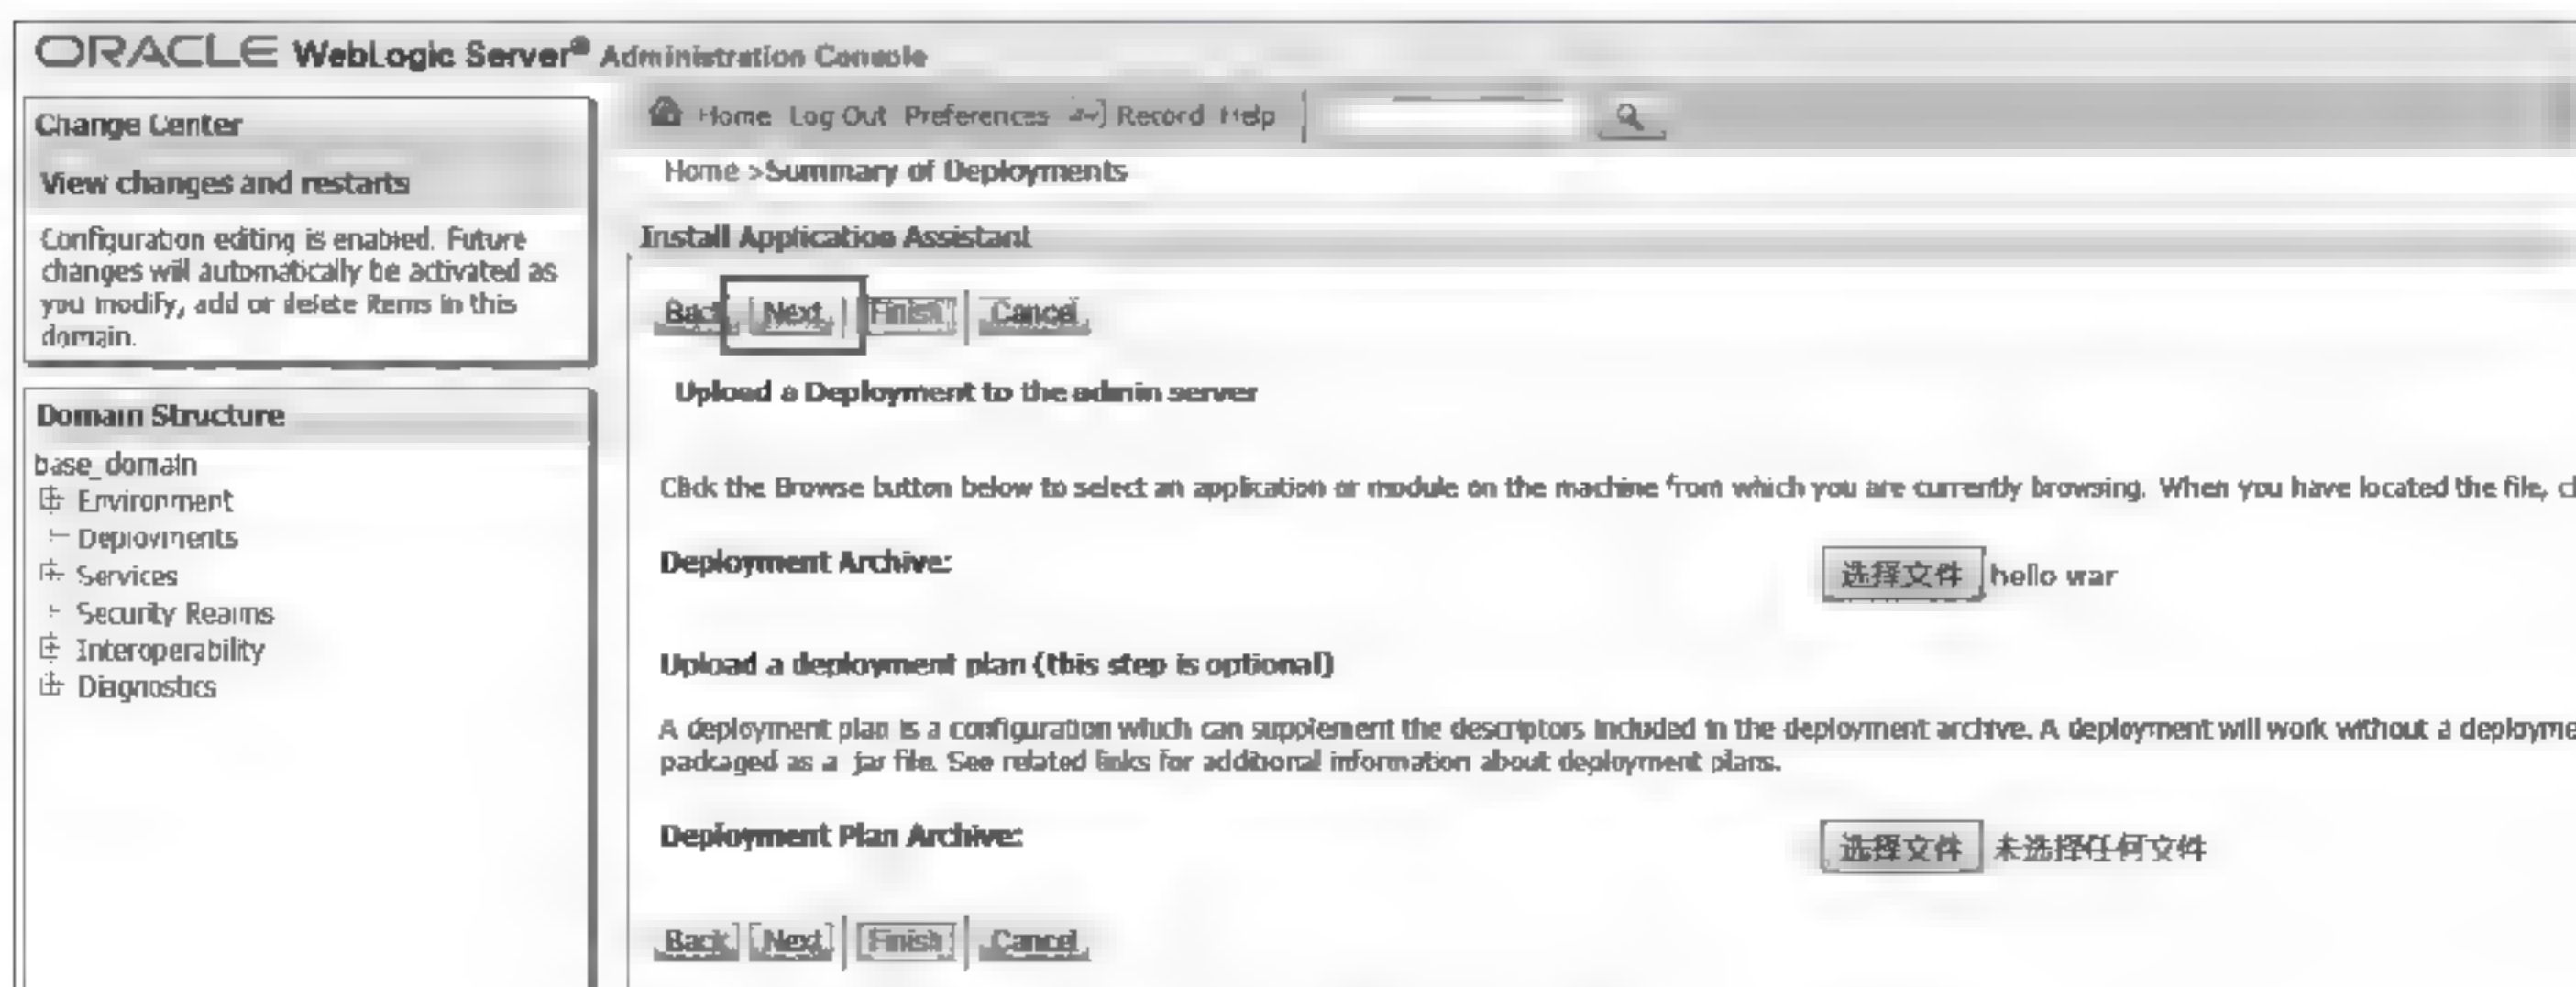 ORACLE WebLogic Server® Administration Console
Change Center
View changes and restarts
Configuration editing is enabled. Future
changes will automatically be activated as
you modify, add or delete items in this
domain.
Domain Structure
base_domain
Environment
Deployments
Services
Security Realms
Interoperability
Diagnostics
Home Log Out Preferences Record Help
Home >Summary of Deployments
Install Application Assistant
Back Next Finish Cancel
Upload a Deployment to the admin server
Click the Browse button below to select an application or module on the machine from which you are currently browsing. When you have located the file, cl
Deployment Archive:
选择文件 hello war
Upload a deployment plan (this step is optional)
A deployment plan is a configuration which can supplement the descriptors included in the deployment archive. A deployment will work without a deployme
packaged as a .jar file. See related links for additional information about deployment plans.
Deployment Plan Archive:
选择文件 未选择任何文件
Back Next Finish Cancel